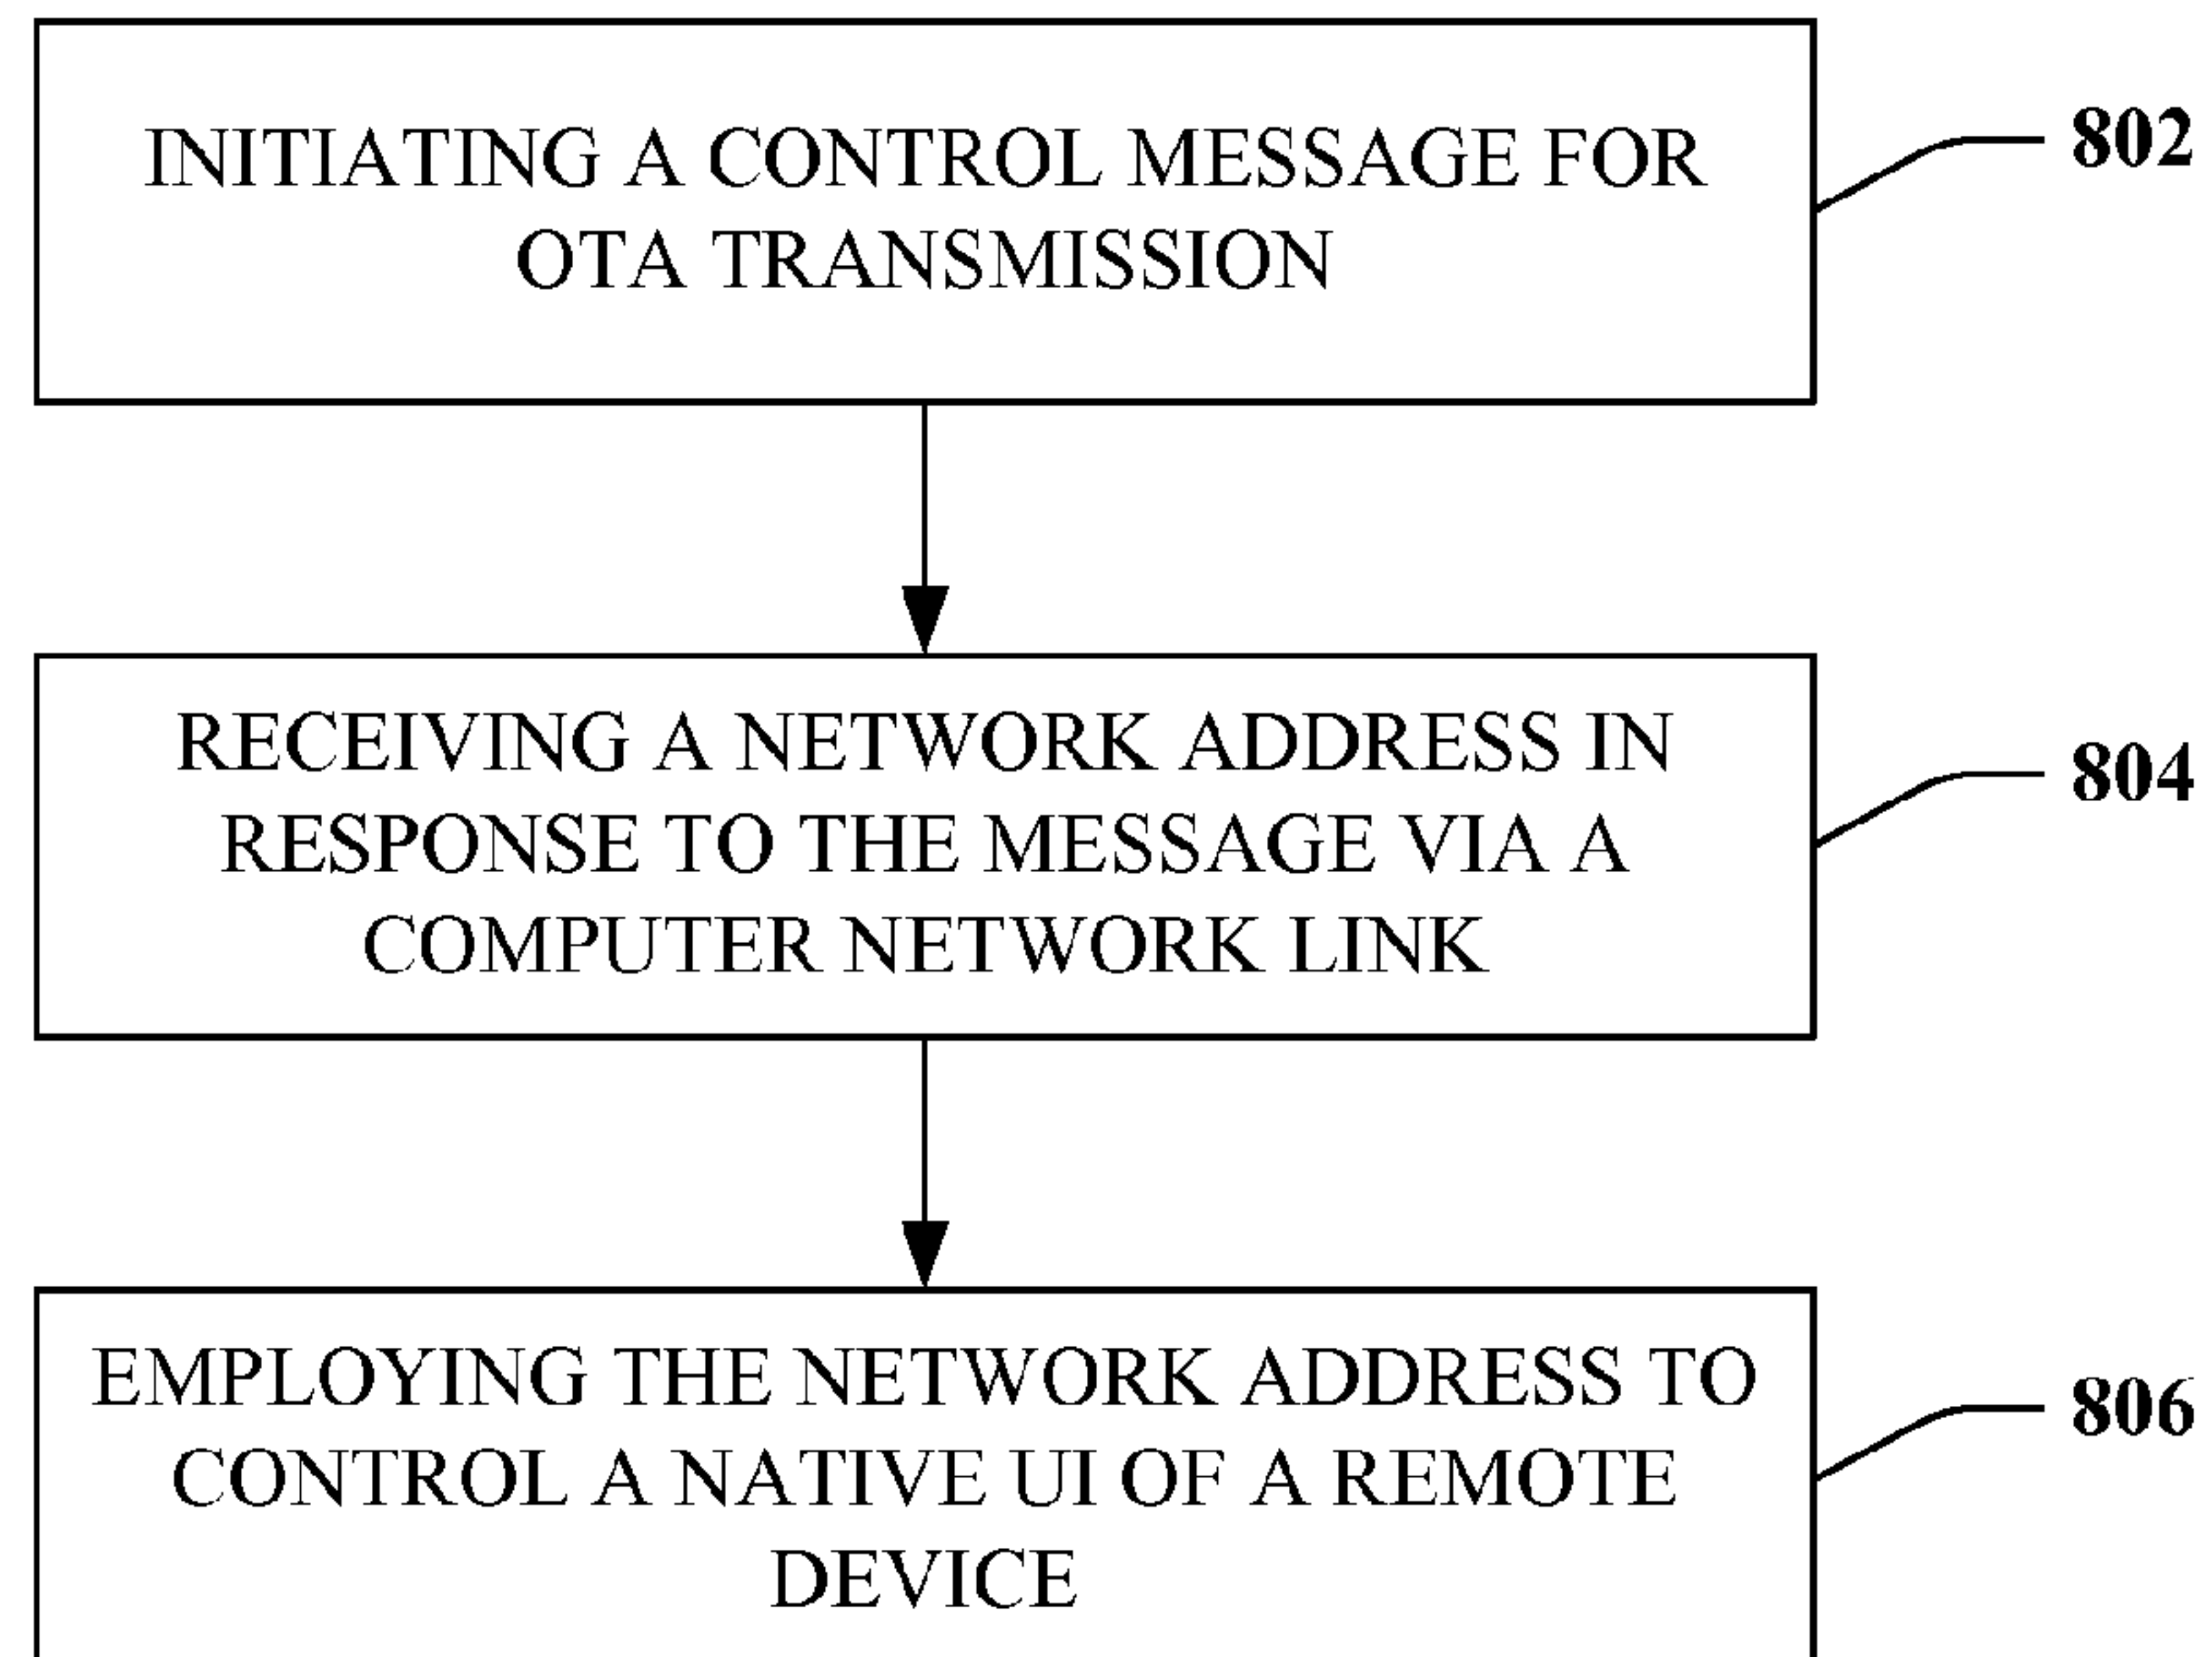 INITIATING A CONTROL MESSAGE FOR
OTA TRANSMISSION
802
RECEIVING A NETWORK ADDRESS IN
RESPONSE TO THE MESSAGE VIA A
COMPUTER NETWORK LINK
804
EMPLOYING THE NETWORK ADDRESS TO
CONTROL A NATIVE UI OF A REMOTE
DEVICE
806